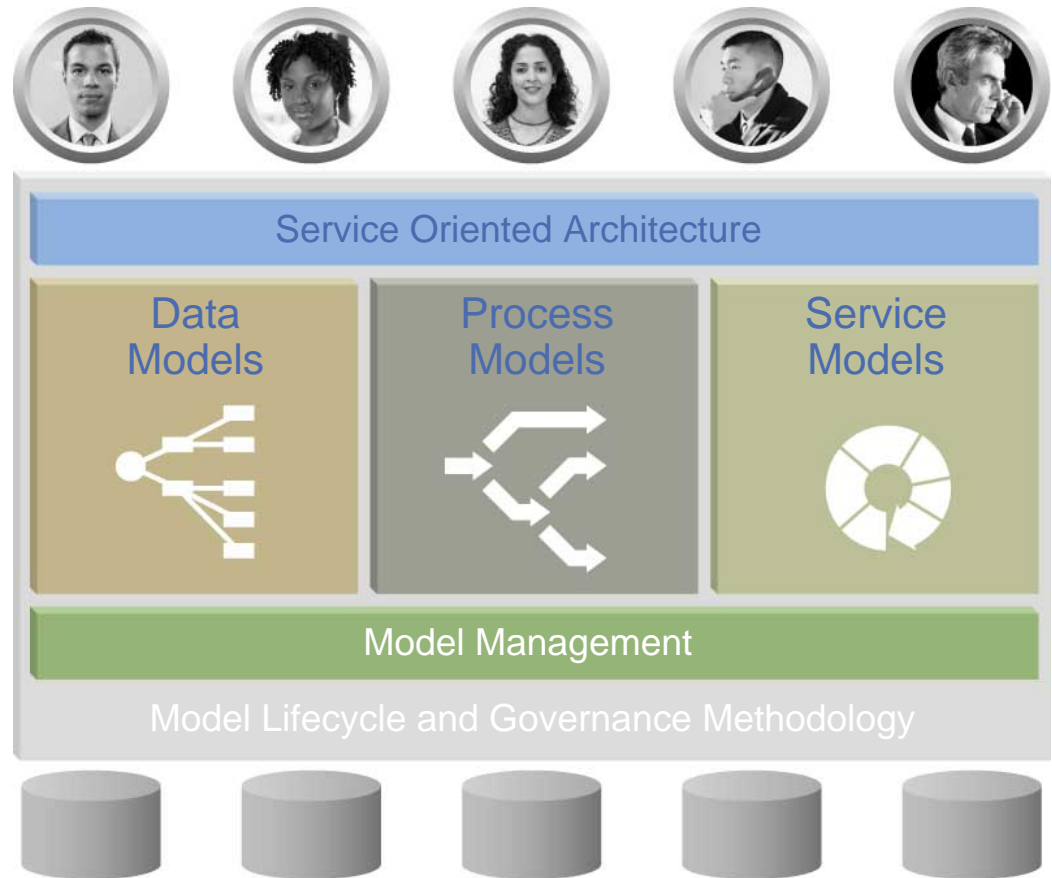 Service Oriented Architecture
Data
Models
Process
Models
Service
Models
Model Management
Model Lifecycle and Governance Methodology